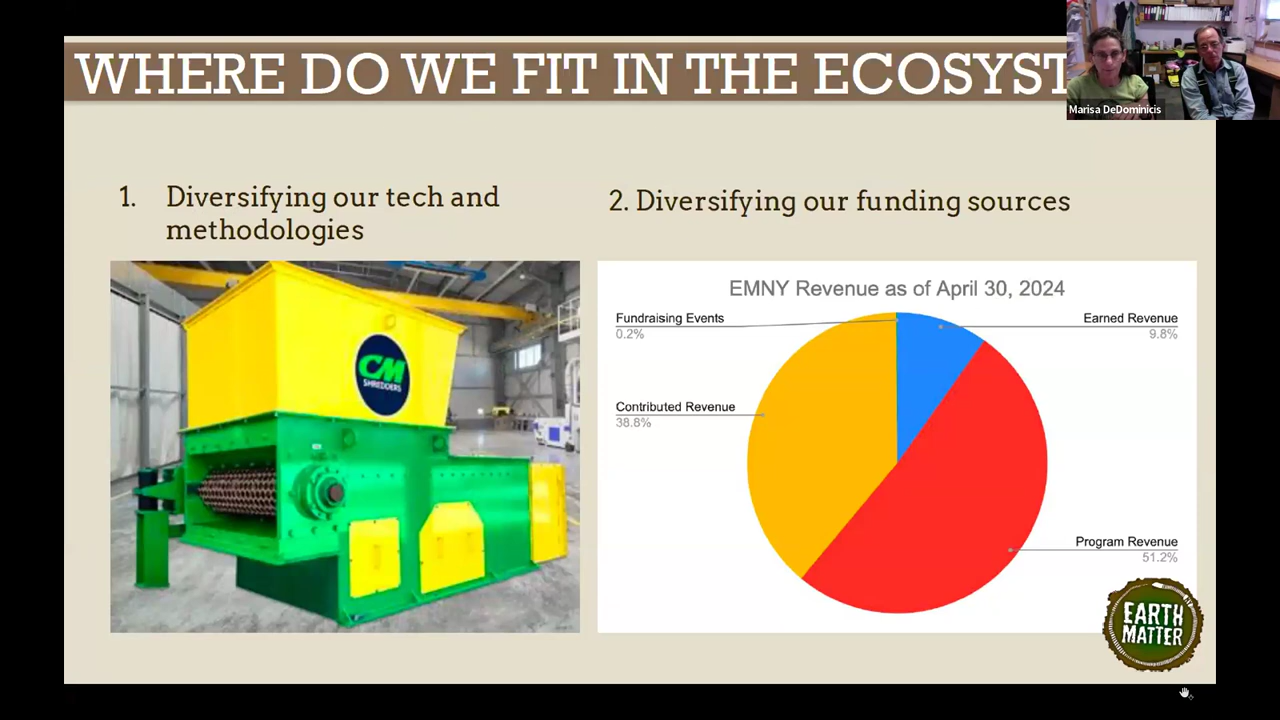 WHERE DO WE FIT IN THE ECOSYST
Marisa DeDominicis
1. Diversifying our tech and
methodologies
2. Diversifying our funding sources
CM
SHREDDERS
EMNY Revenue as of April 30, 2024
Fundraising Events
0.2%
Earned Revenue
9.8%
Contributed Revenue
38.8%
Program Revenue
51.2%
EARTH
MATTER